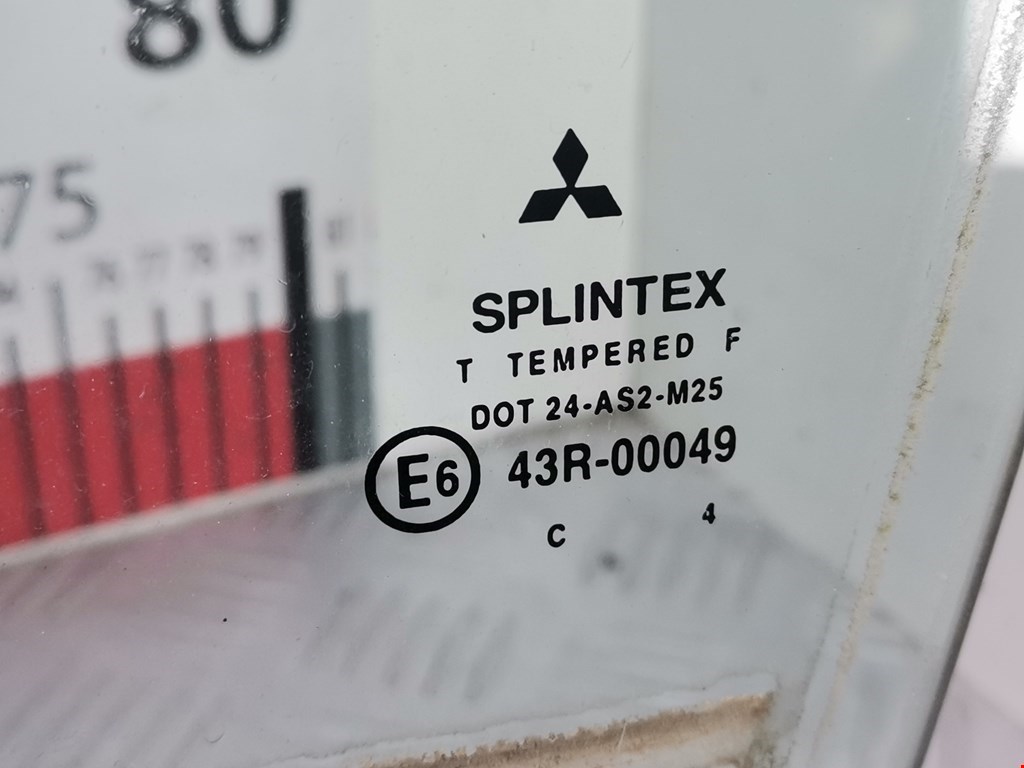 80
75
SPLINTEX
T TEMPERED F
DOT 24-AS2-M25
E6 43R-00049
C 4